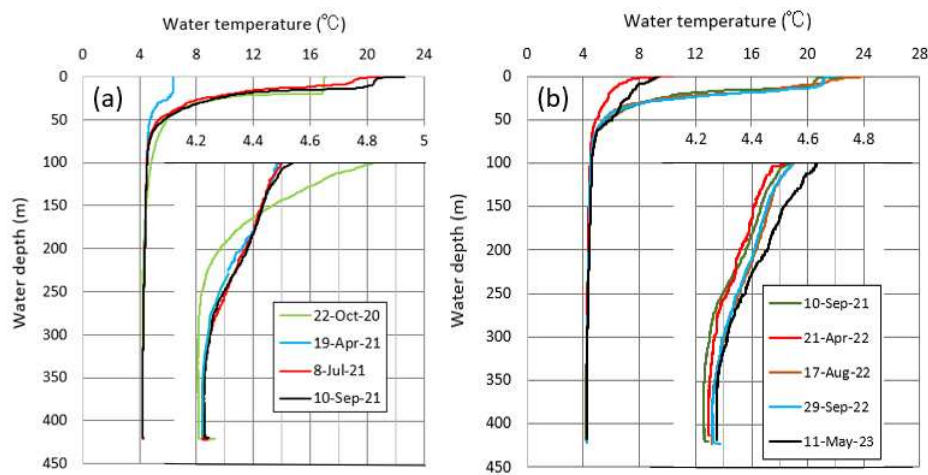 Water temperature (℃)
0 4 8 12 16 20 24
(a)
4.2 4.4 4.6 4.8 5
Water depth (m)
0
50
100
150
200
250
300
350
400
450
22-Oct-20
19-Apr-21
8-Jul-21
10-Sep-21
Water temperature (℃)
0 4 8 12 16 20 24 28
(b)
4.2 4.4 4.6 4.8
Water depth (m)
0
50
100
150
200
250
300
350
400
450
10-Sep-21
21-Apr-22
17-Aug-22
29-Sep-22
11-May-23